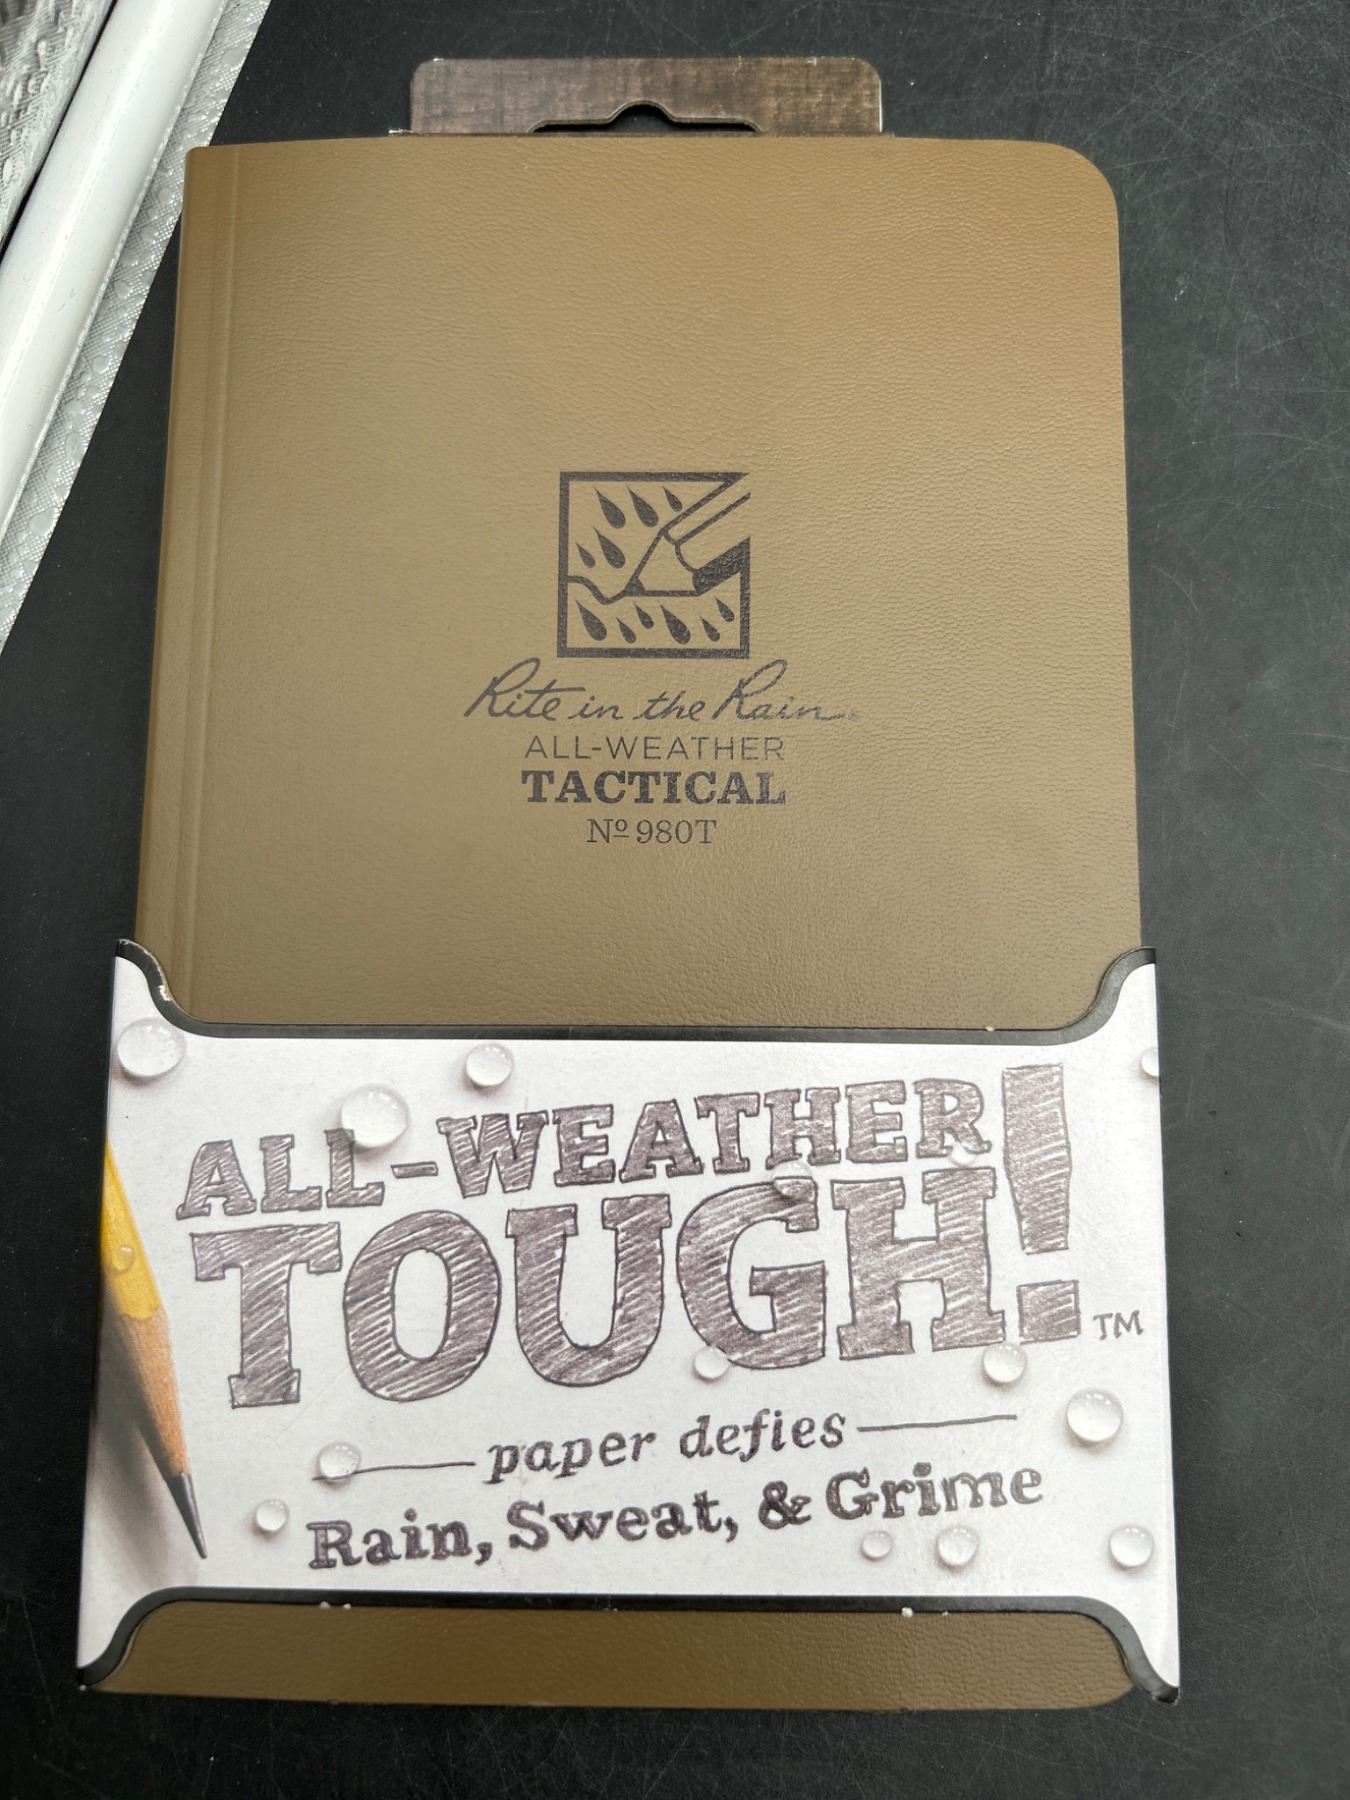 Rite in the Rain®
ALL-WEATHER
TACTICAL
Nº 980T
ALL-WEATHER
TOUGH!™
paper defies
Rain, Sweat, & Grime